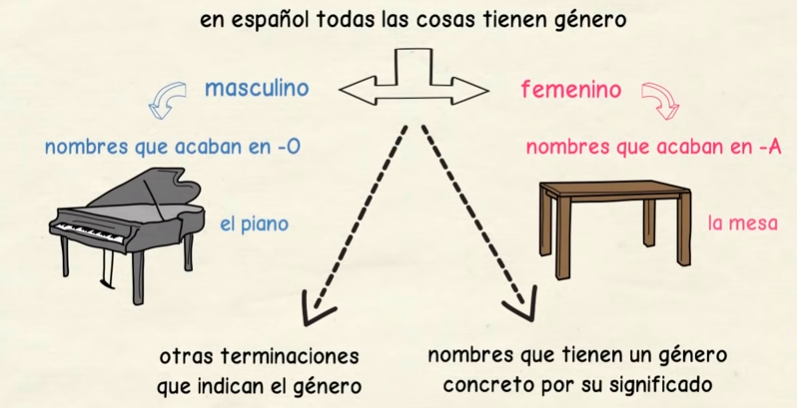 en español todas las cosas tienen género
masculino
femenino
nombres que acaban en -O
nombres que acaban en -A
el piano
la mesa
otras terminaciones
que indican el género
nombres que tienen un género
concreto por su significado